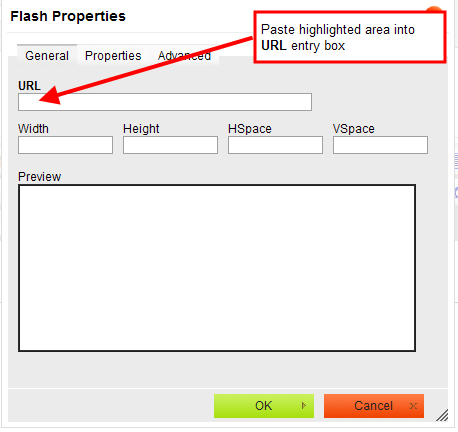 Flash Properties
Paste highlighted area into
URL entry box
General Properties Advanced
URL
Width Height HSpace VSpace
Preview
OK Cancel